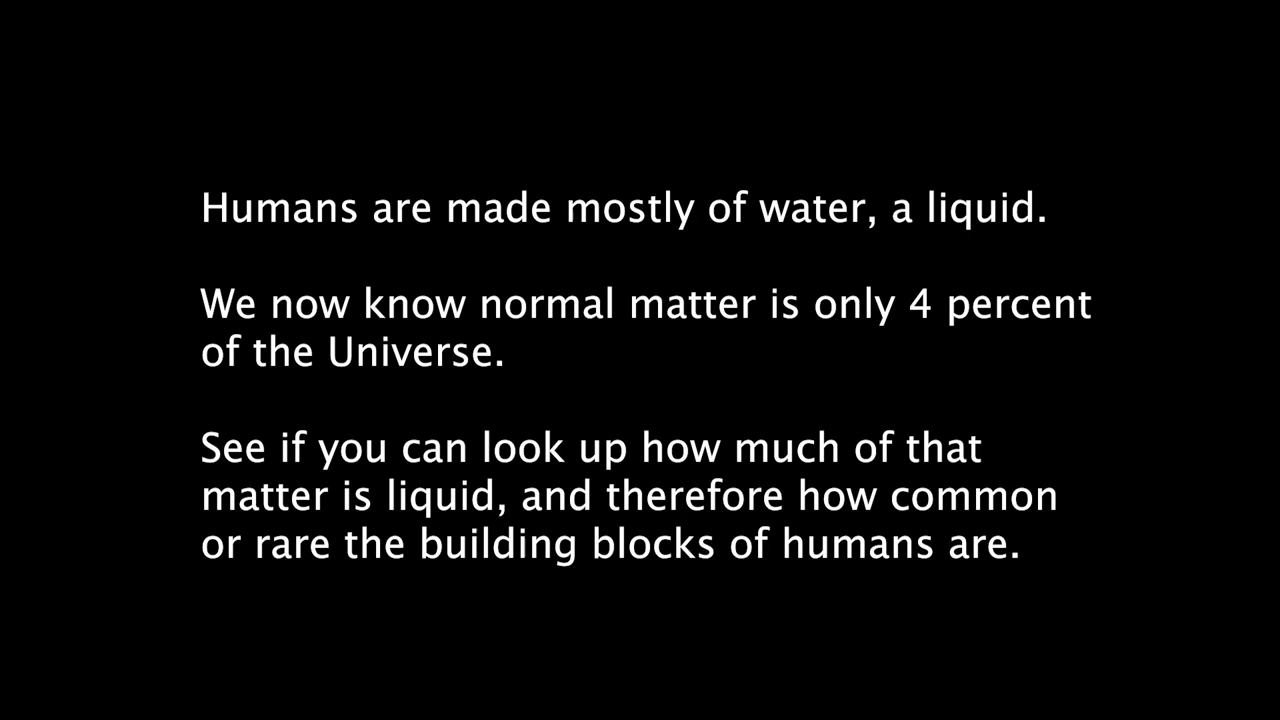 Humans are made mostly of water, a liquid.
We now know normal matter is only 4 percent
of the Universe.
See if you can look up how much of that
matter is liquid, and therefore how common
or rare the building blocks of humans are.